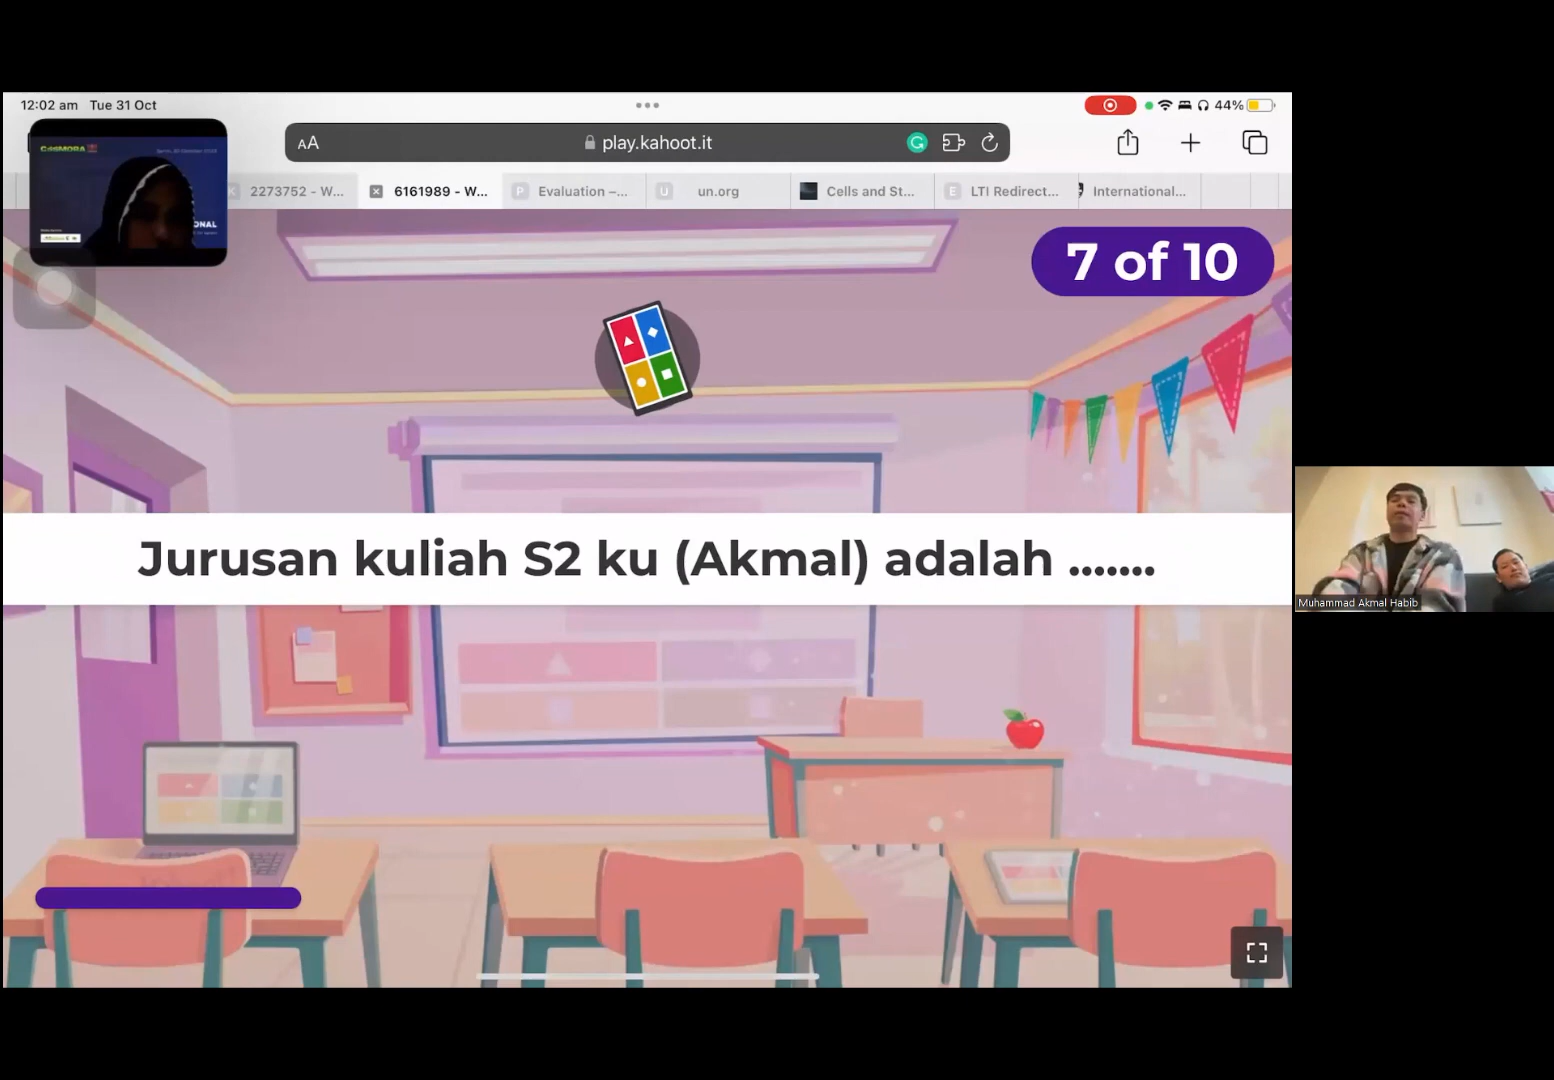 12:02 am Tue 31 Oct
44%
AA
play.kahoot.it
2273752 - W...
6161989 - W...
P
Evaluation –...
U
un.org
Cells and St...
E
LTI Redirect...
International...
7 of 10
Jurusan kuliah S2 ku (Akmal) adalah .......
Muhammad Akmal Habib